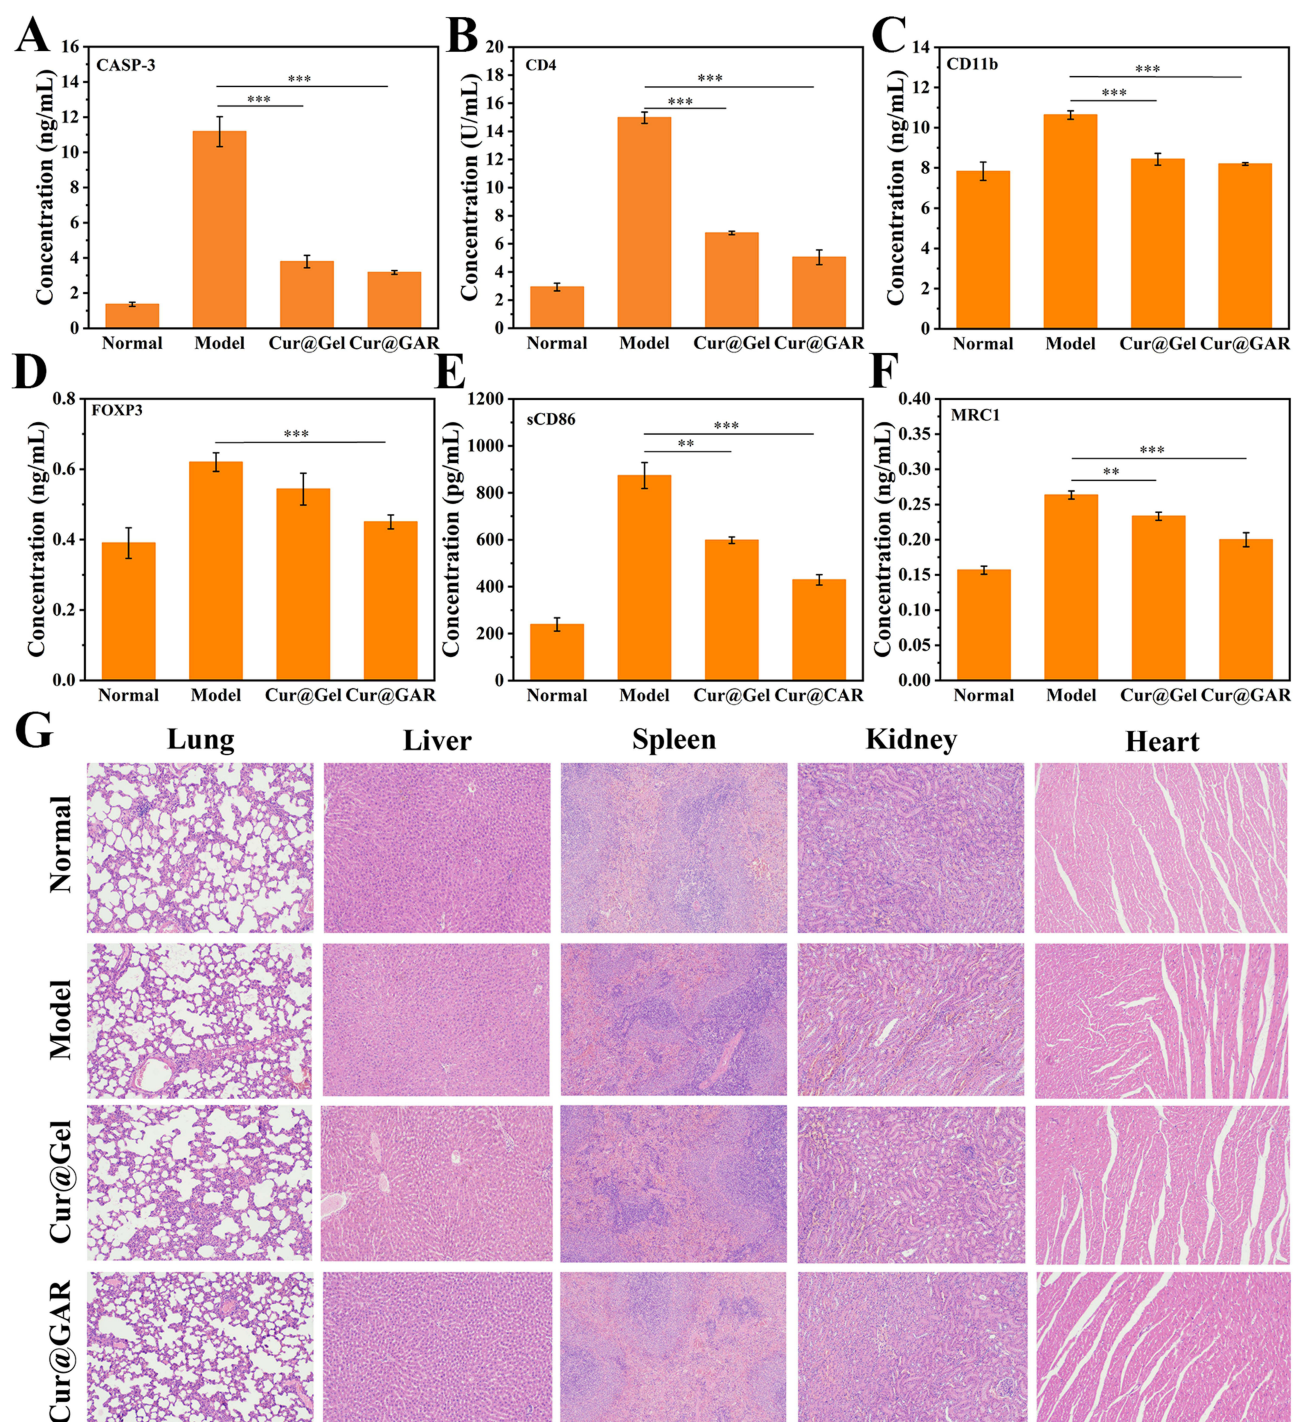 A
CASP-3
Concentration (ng/mL)
16
14
12
10
8
6
4
2
0
***
***
Normal Model Cur@Gel Cur@GAR
B
CD4
Concentration (U/mL)
20
18
16
14
12
10
8
6
4
2
0
***
***
Normal Model Cur@Gel Cur@GAR
C
CD11b
Concentration (ng/mL)
14
12
10
8
6
4
2
0
***
***
Normal Model Cur@Gel Cur@GAR
D
FOXP3
Concentration (ng/mL)
0.8
0.6
0.4
0.2
0.0
***
Normal Model Cur@Gel Cur@GAR
E
sCD86
Concentration (pg/mL)
1200
1000
800
600
400
200
0
***
**
Normal Model Cur@Gel Cur@CAR
F
MRC1
Concentration (ng/mL)
0.40
0.35
0.30
0.25
0.20
0.15
0.10
0.05
0.00
***
**
Normal Model Cur@Gel Cur@GAR
G
Lung Liver Spleen Kidney Heart
Normal
Model
Cur@Gel
Cur@GAR